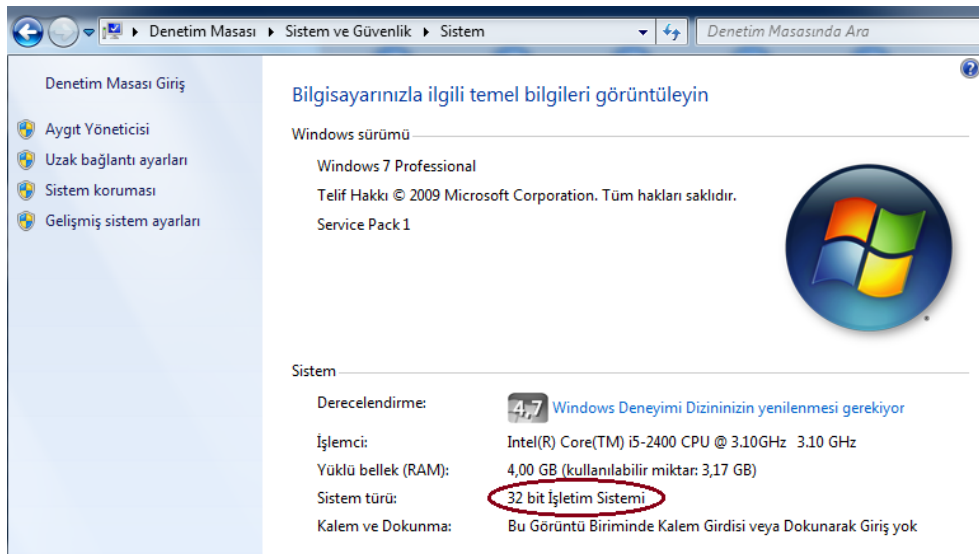 Denetim Masası ▸ Sistem ve Güvenlik ▸ Sistem
Denetim Masasında Ara
Denetim Masası Giriş
Aygıt Yöneticisi
Uzak bağlantı ayarları
Sistem koruması
Gelişmiş sistem ayarları
Bilgisayarınızla ilgili temel bilgileri görüntüleyin
Windows sürümü
Windows 7 Professional
Telif Hakkı © 2009 Microsoft Corporation. Tüm hakları saklıdır.
Service Pack 1
Sistem
Derecelendirme: 4,7 Windows Deneyimi Dizininizin yenilenmesi gerekiyor
İşlemci: Intel(R) Core(TM) i5-2400 CPU @ 3.10GHz 3.10 GHz
Yüklü bellek (RAM): 4,00 GB (kullanılabilir miktar: 3,17 GB)
Sistem türü: 32 bit İşletim Sistemi
Kalem ve Dokunma: Bu Görüntü Biriminde Kalem Girdisi veya Dokunarak Giriş yok